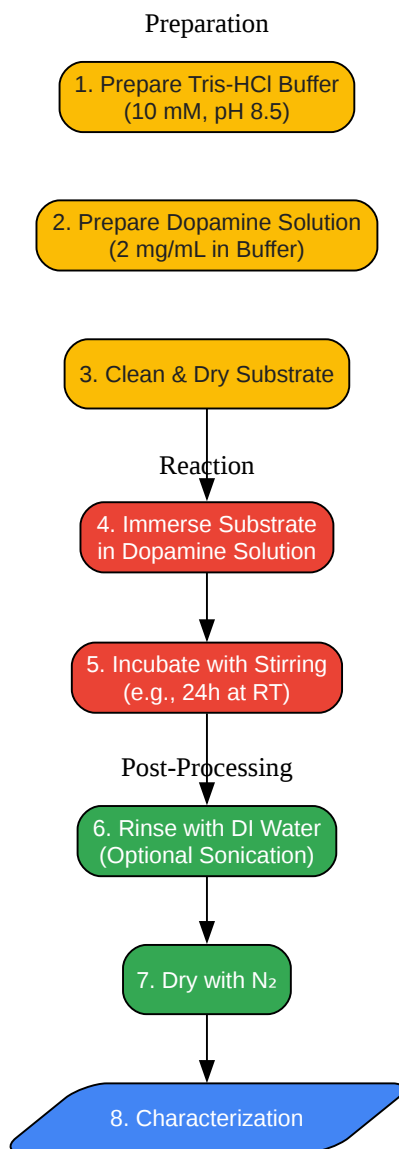 Preparation
1. Prepare Tris-HCl Buffer
(10 mM, pH 8.5)
2. Prepare Dopamine Solution
(2 mg/mL in Buffer)
3. Clean & Dry Substrate
Reaction
4. Immerse Substrate
in Dopamine Solution
5. Incubate with Stirring
(e.g., 24h at RT)
Post-Processing
6. Rinse with DI Water
(Optional Sonication)
7. Dry with N₂
8. Characterization